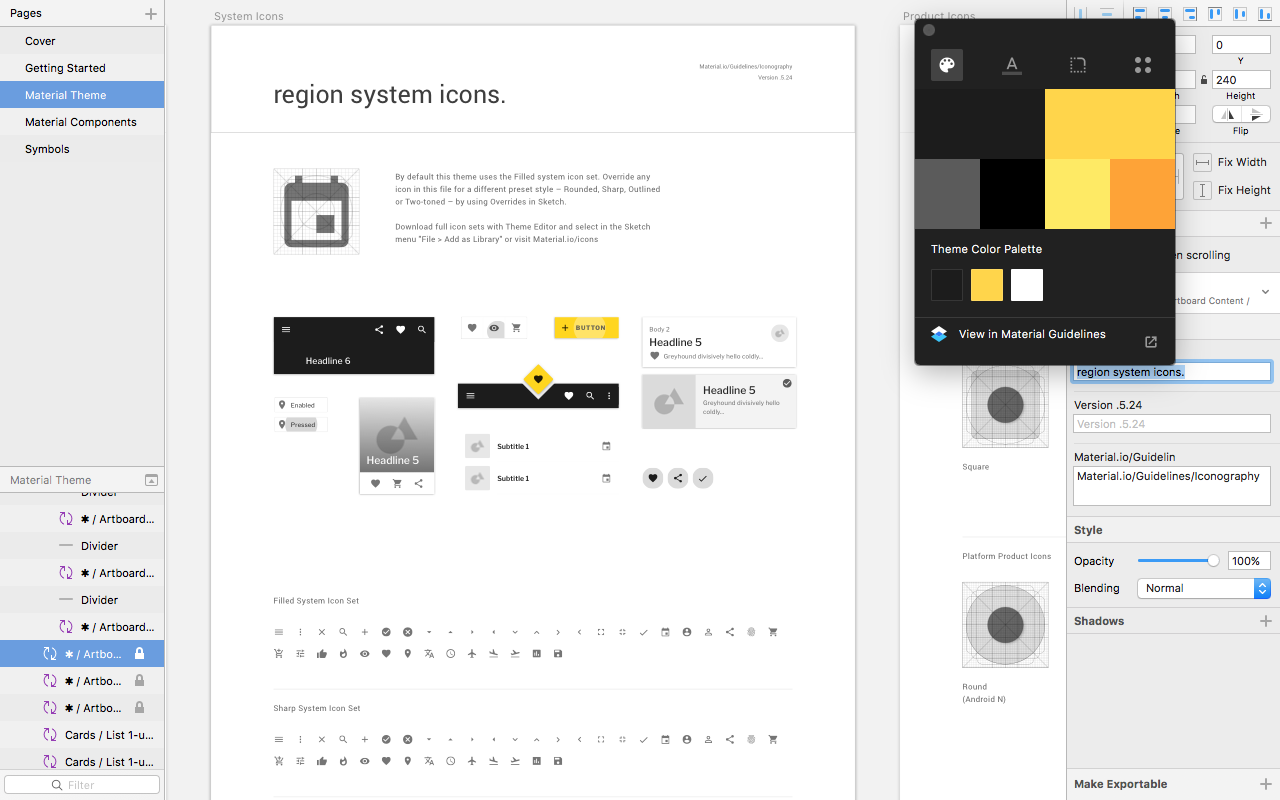 Pages
Cover
Getting Started
Material Theme
Material Components
Symbols
Material Theme
Divider
✱ / Artboard...
Divider
✱ / Artboard...
Divider
✱ / Artboard...
✱ / Artbo...
✱ / Artbo...
✱ / Artbo...
Cards / List 1-u...
Cards / List 1-u...
Filter
System Icons
Material.io/Guidelines/Iconography
Version .5.24
region system icons.
By default this theme uses the Filled system icon set. Override any
icon in this file for a different preset style – Rounded, Sharp, Outlined
or Two-toned – by using Overrides in Sketch.
Download full icon sets with Theme Editor and select in the Sketch
menu "File > Add as Library" or visit Material.io/icons
Headline 6
BUTTON
Body 2
Headline 5
Greyhound divisively hello coldly...
Headline 5
Greyhound divisively hello
coldly...
Enabled
Pressed
Headline 5
Subtitle 1
Subtitle 1
Filled System Icon Set
Sharp System Icon Set
Product Icons
Square
Platform Product Icons
Round
(Android N)
A
Theme Color Palette
View in Material Guidelines
0
Y
240
Height
Flip
Fix Width
Fix Height
n scrolling
rtboard Content /
region system icons.
Version .5.24
Version .5.24
Material.io/Guidelin
Material.io/Guidelines/Iconography
Style
Opacity
100%
Blending
Normal
Shadows
Make Exportable